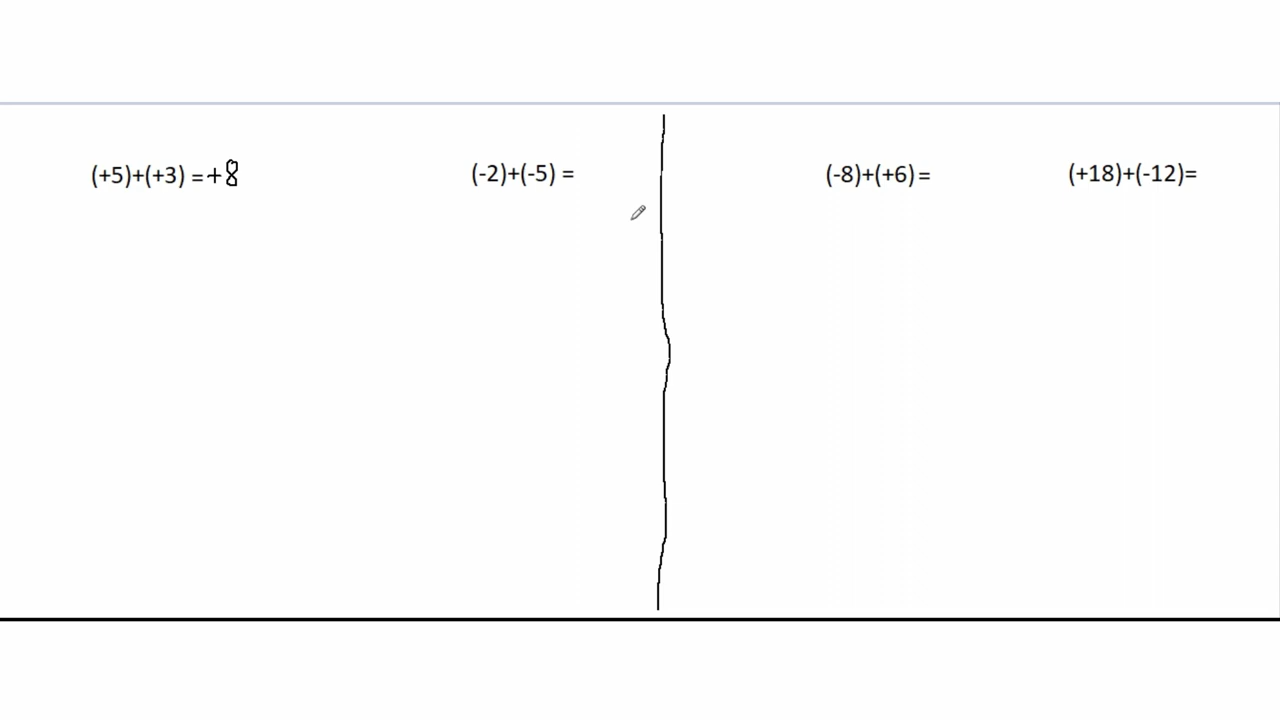 (+5)+(+3) =+8 (-2)+(-5) = (-8)+(+6)= (+18)+(-12)=